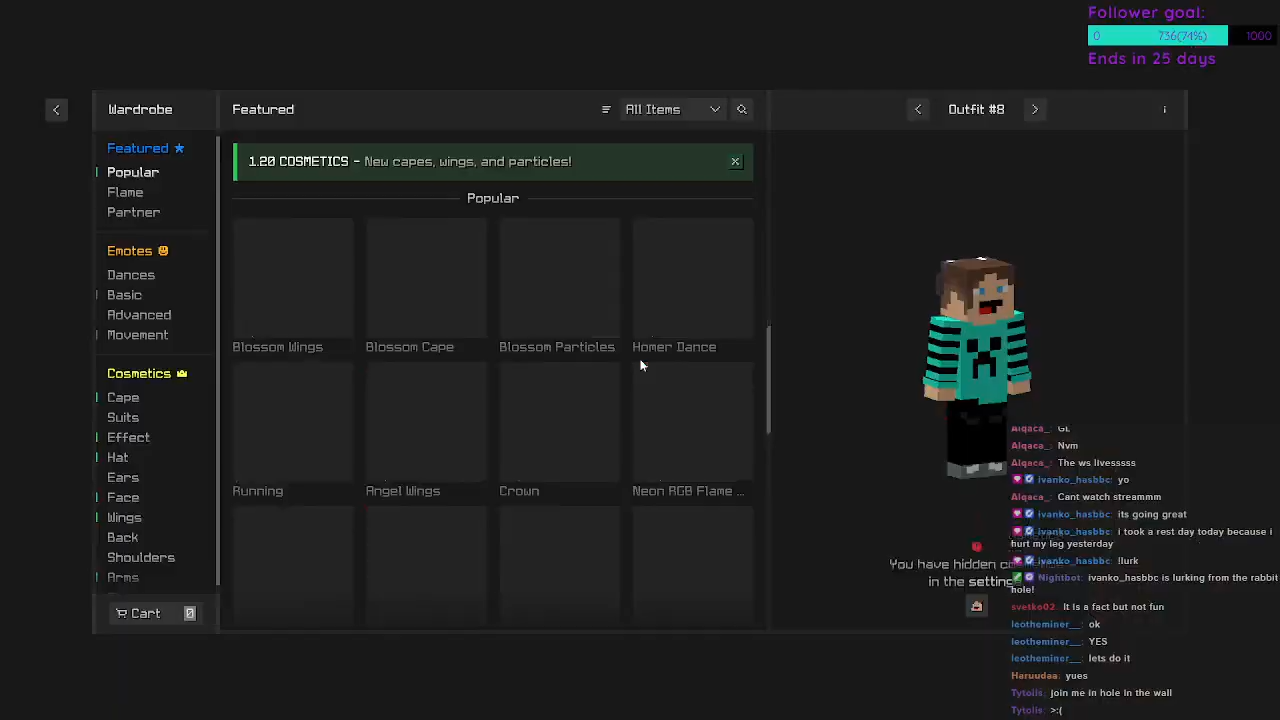 Follower goal:
0 736(74%) 1000
Ends in 25 days
Wardrobe
Featured
All Items
Outfit #8
i
Featured
Popular
Flame
Partner
Emotes
Dances
Basic
Advanced
Movement
Cosmetics
Cape
Suits
Effect
Hat
Ears
Face
Wings
Back
Shoulders
Arms
Cart 0
1.20 COSMETICS - New capes, wings, and particles!
Popular
Blossom Wings
Blossom Cape
Blossom Particles
Homer Dance
Running
Angel Wings
Crown
Neon RGB Flame ...
You have hidden
in the setting
Alqaca_: GL
Alqaca_: Nvm
Alqaca_: The ws livesssss
ivanko_hasbbc: yo
Alqaca_: Cant watch streammm
ivanko_hasbbc: its going great
ivanko_hasbbc: i took a rest day today because i
hurt my leg yesterday
ivanko_hasbbc: !lurk
Nightbot: ivanko_hasbbc is lurking from the rabbit
hole!
svetko02: It Is a fact but not fun
leotheminer__: ok
leotheminer__: YES
leotheminer__: lets do it
Haruudaa: yues
Tytolis: join me in hole in the wall
Tytolis: >:(